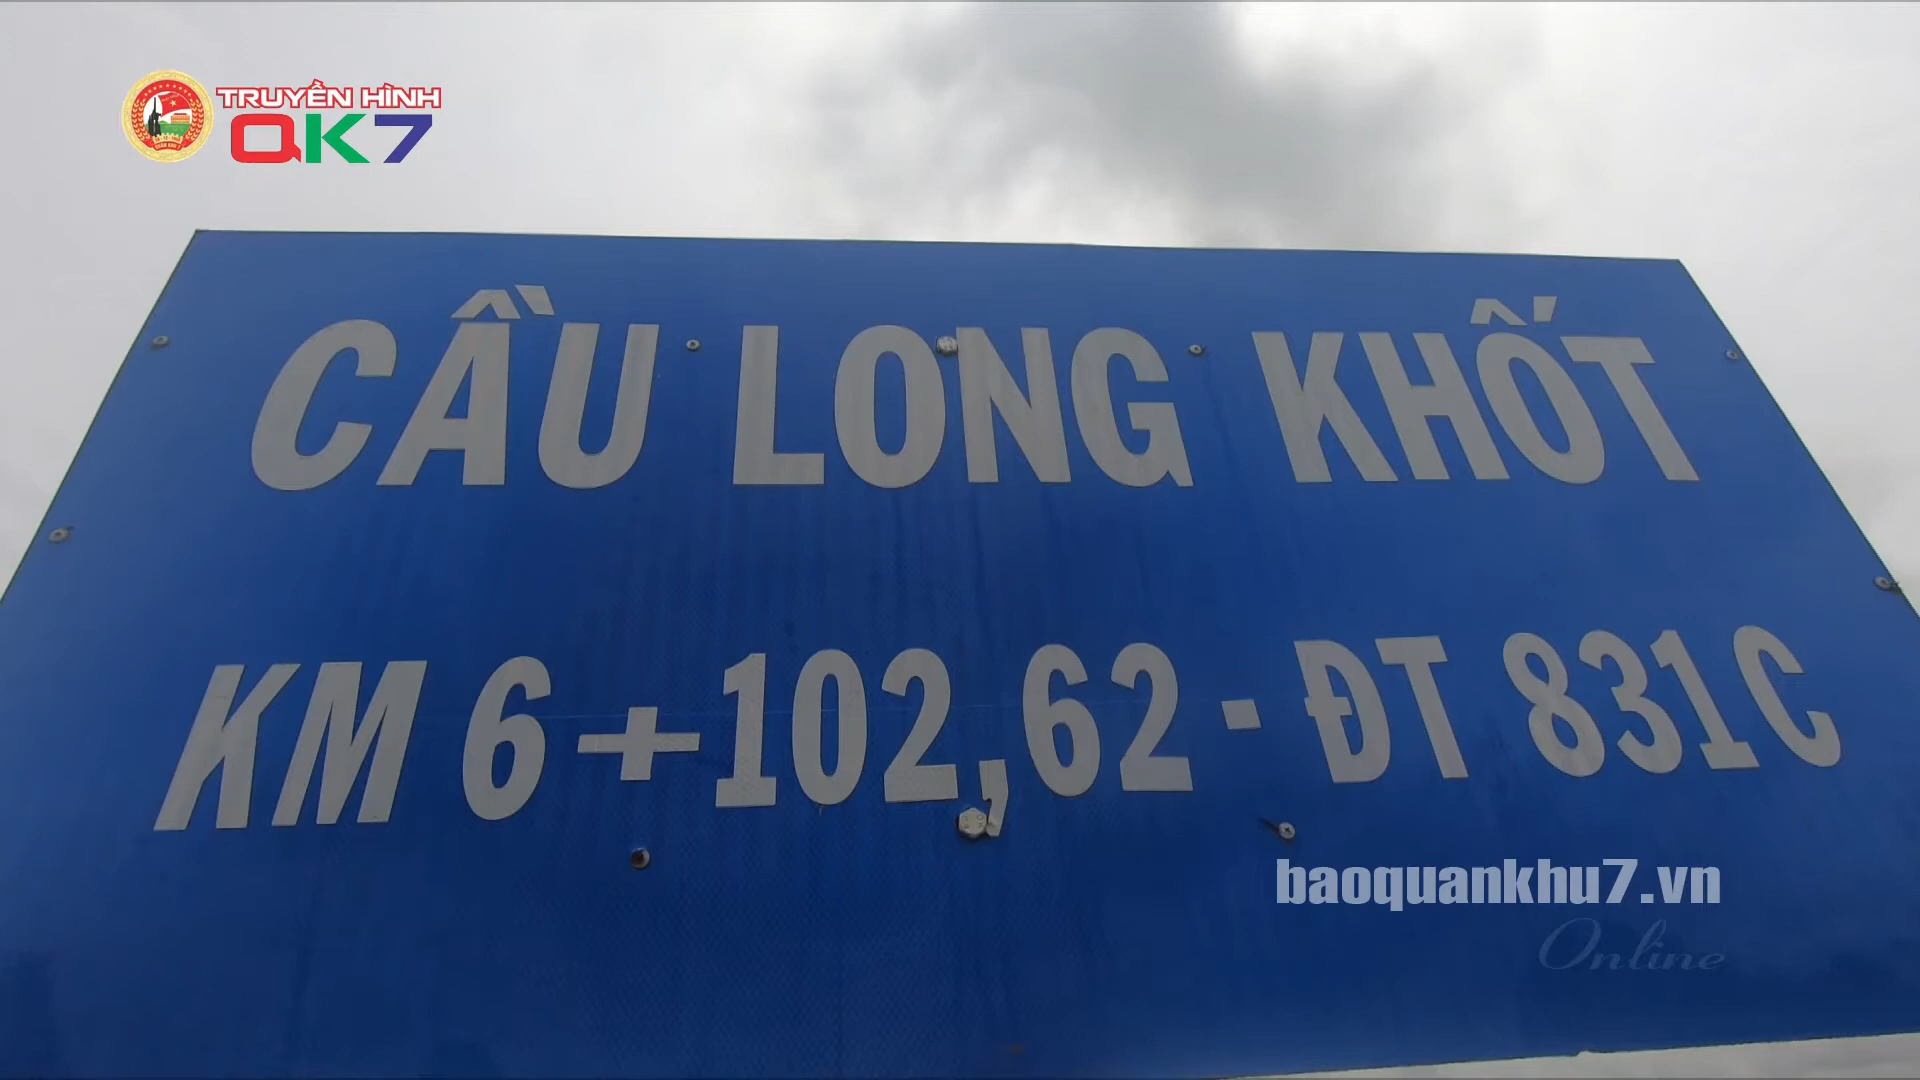 TRUYỀN HÌNH
QK7
CẦU LONG KHỐT
KM 6+102,62 - ĐT 831C
baoquankhu7.vn
Online